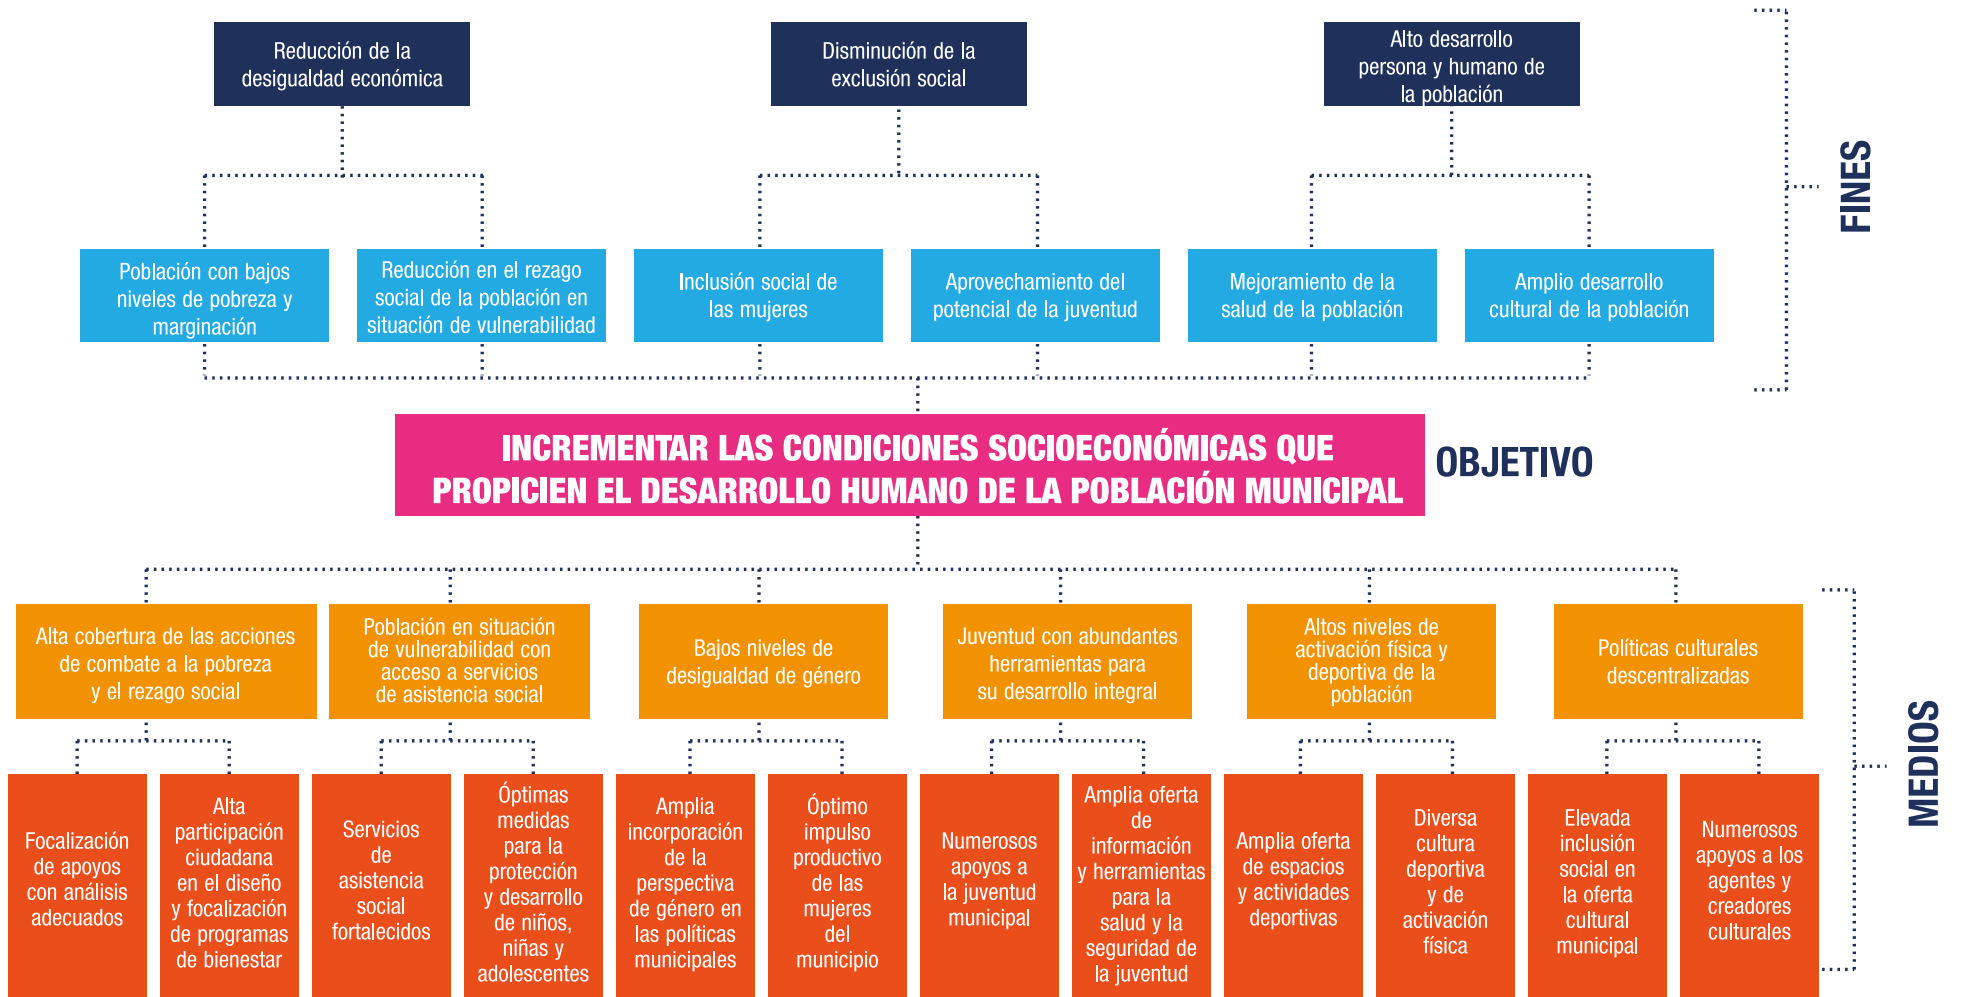 Reducción de la
desigualdad económica
Disminución de la
exclusión social
Alto desarrollo
persona y humano de
la población
FINES
Población con bajos
niveles de pobreza y
marginación
Reducción en el rezago
social de la población en
situación de vulnerabilidad
Inclusión social de
las mujeres
Aprovechamiento del
potencial de la juventud
Mejoramiento de la
salud de la población
Amplio desarrollo
cultural de la población
INCREMENTAR LAS CONDICIONES SOCIOECONÓMICAS QUE
PROPICIEN EL DESARROLLO HUMANO DE LA POBLACIÓN MUNICIPAL
OBJETIVO
Alta cobertura de las acciones
de combate a la pobreza
y el rezago social
Población en situación
de vulnerabilidad con
acceso a servicios
de asistencia social
Bajos niveles de
desigualdad de género
Juventud con abundantes
herramientas para
su desarrollo integral
Altos niveles de
activación física y
deportiva de la
población
Políticas culturales
descentralizadas
MEDIOS
Focalización
de apoyos
con análisis
adecuados
Alta
participación
ciudadana
en el diseño
y focalización
de programas
de bienestar
Servicios
de
asistencia
social
fortalecidos
Óptimas
medidas
para la
protección
y desarrollo
de niños,
niñas y
adolescentes
Amplia
incorporación
de la
perspectiva
de género en
las políticas
municipales
Óptimo
impulso
productivo
de las
mujeres
del
municipio
Numerosos
apoyos a
la juventud
municipal
Amplia oferta
de
información
y herramientas
para la
salud y la
seguridad de
la juventud
Amplia oferta
de espacios
y actividades
deportivas
Diversa
cultura
deportiva
y de
activación
física
Elevada
inclusión
social en
la oferta
cultural
municipal
Numerosos
apoyos a los
agentes y
creadores
culturales